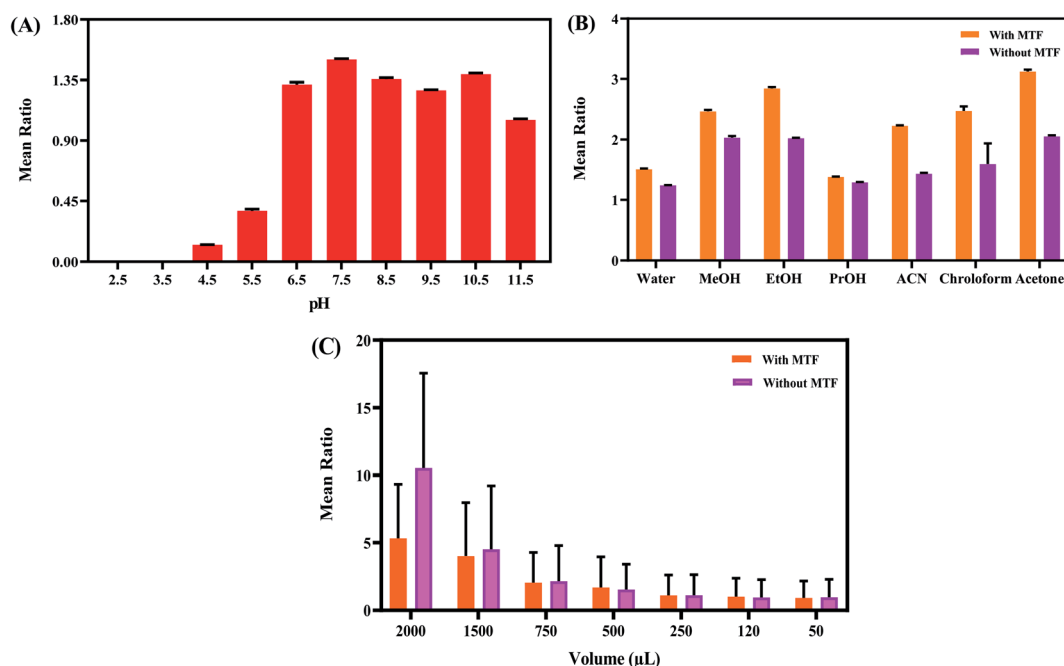 (A)
Mean Ratio
1.80
1.35
0.90
0.45
0.00
2.5 3.5 4.5 5.5 6.5 7.5 8.5 9.5 10.5 11.5
pH
(B)
Mean Ratio
4
3
2
1
0
With MTF
Without MTF
Water MeOH EtOH PrOH ACN Chroloform Acetone
(C)
Mean Ratio
20
15
10
5
0
With MTF
Without MTF
2000 1500 750 500 250 120 50
Volume (µL)